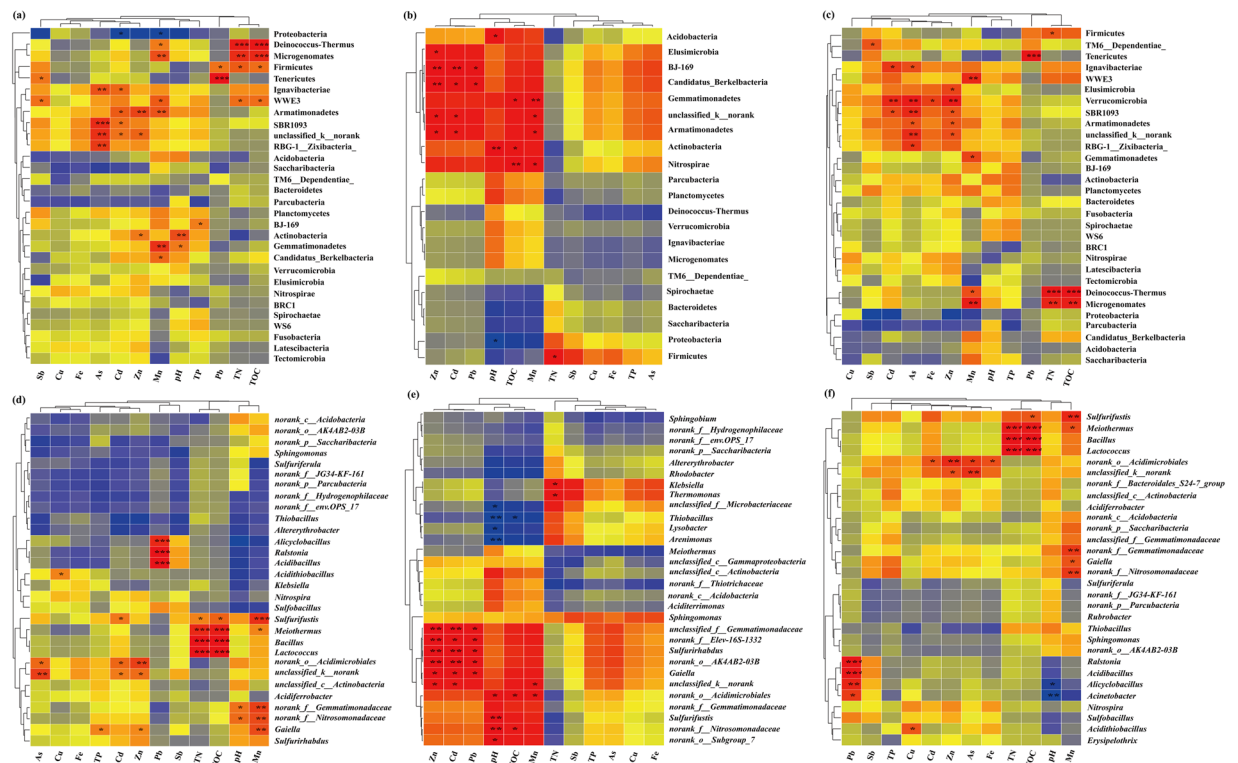 (a)
Proteobacteria
Deinococcus-Thermus
Microgenomates
Firmicutes
Tenericutes
Ignavibacteriae
WWE3
Armatimonadetes
SBR1093
unclassified_k__norank
RBG-1__Zixibacteria_
Acidobacteria
Saccharibacteria
TM6__Dependentiae_
Bacteroidetes
Parcubacteria
Planctomycetes
BJ-169
Actinobacteria
Gemmatimonadetes
Candidatus_Berkelbacteria
Verrucomicrobia
Elusimicrobia
Nitrospirae
BRC1
Spirochaetae
WS6
Fusobacteria
Latescibacteria
Tectomicrobia
Sb Cu Fe As Cd Zn Mn pH TP Pb TN TOC
(b)
Acidobacteria
Elusimicrobia
BJ-169
Candidatus_Berkelbacteria
Gemmatimonadetes
unclassified_k__norank
Armatimonadetes
Actinobacteria
Nitrospirae
Parcubacteria
Planctomycetes
Deinococcus-Thermus
Verrucomicrobia
Ignavibacteriae
Microgenomates
TM6__Dependentiae_
Spirochaetae
Bacteroidetes
Saccharibacteria
Proteobacteria
Firmicutes
Zn Cd Pb pH TOC Mn TN Sb Cu Fe TP As
(c)
Firmicutes
TM6__Dependentiae_
Tenericutes
Ignavibacteriae
WWE3
Elusimicrobia
Verrucomicrobia
SBR1093
Armatimonadetes
unclassified_k__norank
RBG-1__Zixibacteria_
Gemmatimonadetes
BJ-169
Actinobacteria
Planctomycetes
Bacteroidetes
Fusobacteria
Spirochaetae
WS6
BRC1
Nitrospirae
Latescibacteria
Tectomicrobia
Deinococcus-Thermus
Microgenomates
Proteobacteria
Parcubacteria
Candidatus_Berkelbacteria
Acidobacteria
Saccharibacteria
Cu Sb Cd As Fe Zn Mn pH TP Pb TN TOC
(d)
norank_c__Acidobacteria
norank_o__AK4AB2-03B
norank_p__Saccharibacteria
Sphingomonas
Sulfuriferula
norank_f__JG34-KF-161
norank_p__Parcubacteria
norank_f__Hydrogenophilaceae
norank_f__env.OPS_17
Thiobacillus
Altererythrobacter
Alicyclobacillus
Ralstonia
Acidibacillus
Acidithiobacillus
Klebsiella
Nitrospira
Sulfobacillus
Sulfurifustis
Meiothermus
Bacillus
Lactococcus
norank_o__Acidimicrobiales
unclassified_k__norank
unclassified_c__Actinobacteria
Acidiferrobacter
norank_f__Gemmatimonadaceae
norank_f__Nitrosomonadaceae
Gaiella
Sulfurirhabdus
As Cu Fe TP Cd Zn Pb Sb TN TOC pH Mn
(e)
Sphingobium
norank_f__Hydrogenophilaceae
norank_f__env.OPS_17
norank_p__Saccharibacteria
Altererythrobacter
Rhodobacter
Klebsiella
Thermomonas
unclassified_f__Microbacteriaceae
Thiobacillus
Lysobacter
Arenimonas
Meiothermus
unclassified_c__Gammaproteobacteria
unclassified_c__Actinobacteria
norank_f__Thiotrichaceae
norank_c__Acidobacteria
Aciditerrimonas
Sphingomonas
unclassified_f__Gemmatimonadaceae
norank_f__Elev-16S-1332
Sulfurirhabdus
norank_o__AK4AB2-03B
Gaiella
unclassified_k__norank
norank_o__Acidimicrobiales
norank_f__Gemmatimonadaceae
Sulfurifustis
norank_f__Nitrosomonadaceae
norank_o__Subgroup_7
Zn Cd Pb pH TOC Mn TN Sb TP As Cu Fe
(f)
Sulfurifustis
Meiothermus
Bacillus
Lactococcus
norank_o__Acidimicrobiales
unclassified_k__norank
norank_f__Bacteroidales_S24-7_group
unclassified_c__Actinobacteria
Acidiferrobacter
norank_c__Acidobacteria
norank_p__Saccharibacteria
unclassified_f__Gemmatimonadaceae
norank_f__Gemmatimonadaceae
Gaiella
norank_f__Nitrosomonadaceae
Sulfuriferula
norank_f__JG34-KF-161
norank_p__Parcubacteria
Rubrobacter
Thiobacillus
Sphingomonas
norank_o__AK4AB2-03B
Ralstonia
Acidibacillus
Alicyclobacillus
Acinetobacter
Nitrospira
Sulfobacillus
Acidithiobacillus
Erysipelothrix
Pb Sb TP Cu Cd Zn As Fe TN TOC pH Mn